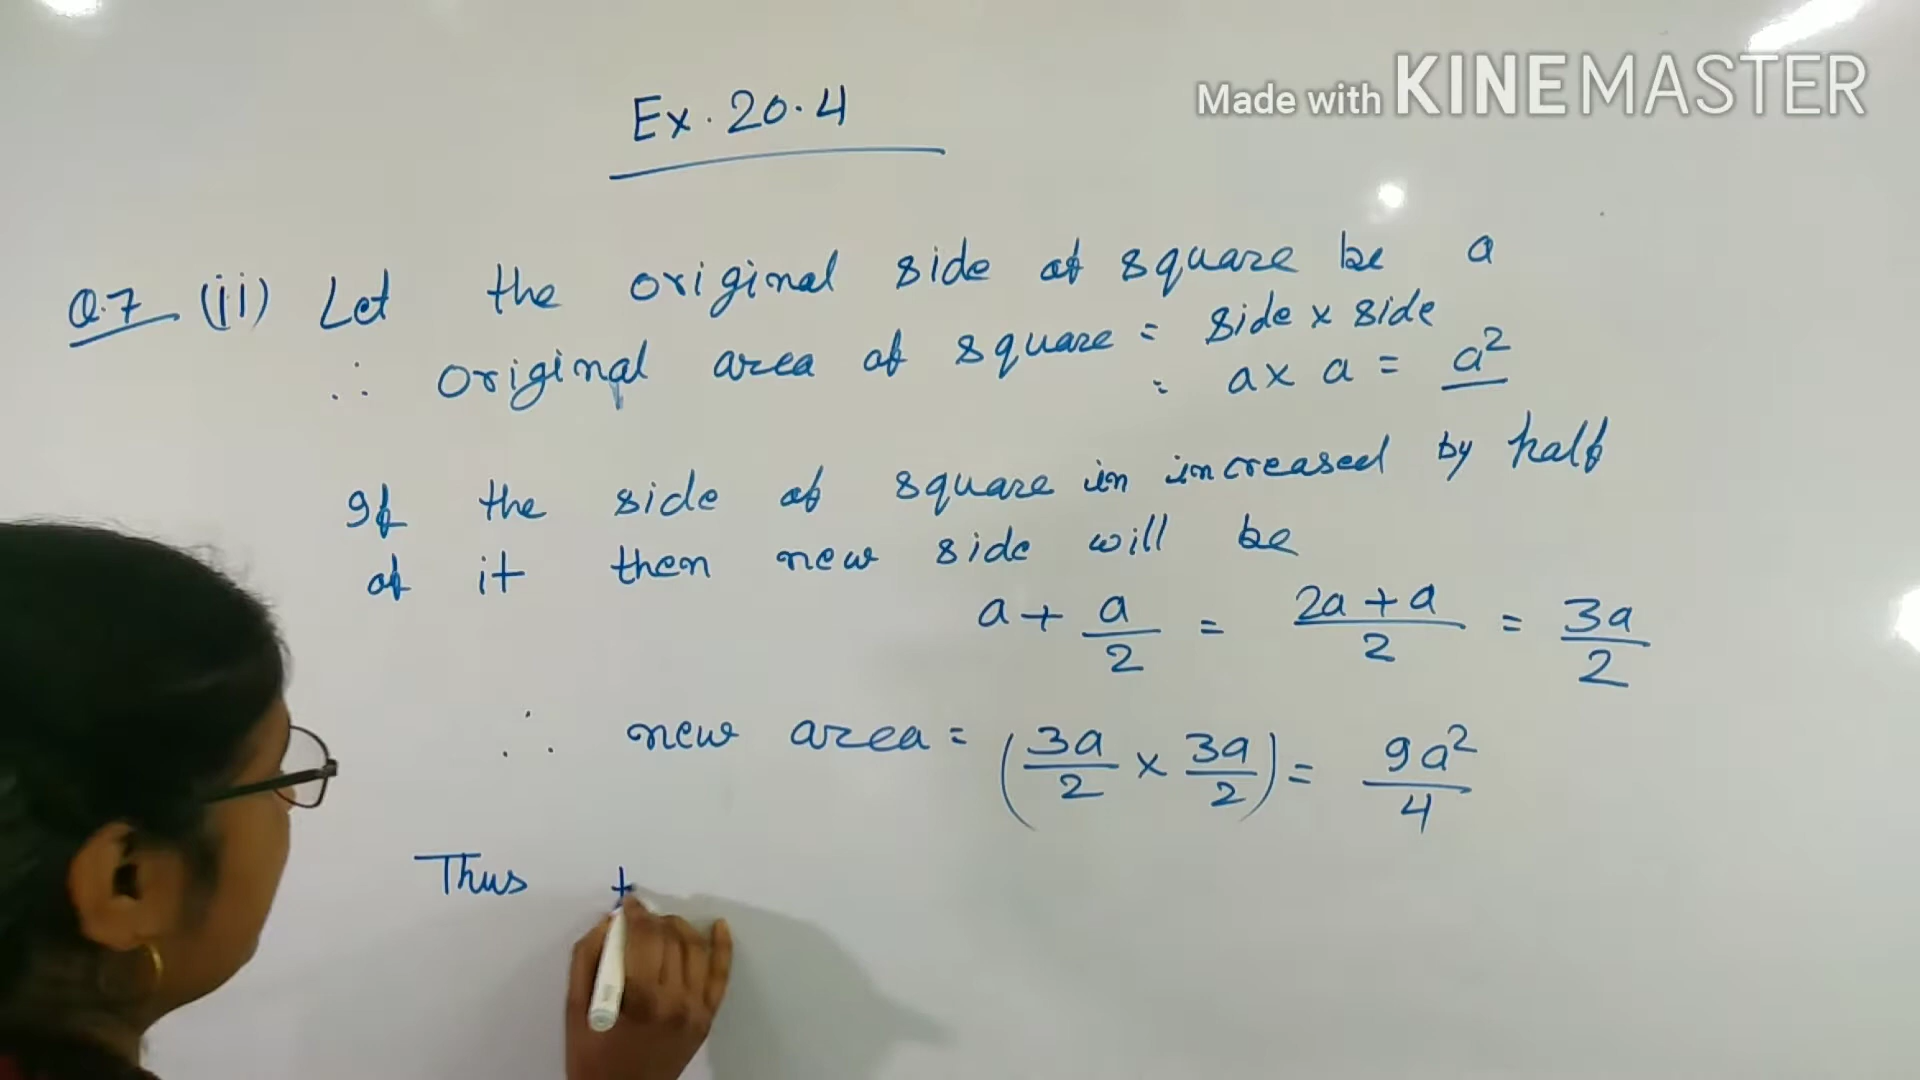 Made with KINEMASTER
Ex. 20.4
Q.7 (ii) Let the original side of square be a
∴ original area of square = side x side
= a x a = a²
If the side of square in increased by half
of it then new side will be
a + a/2 = 2a + a/2 = 3a/2
∴ new area = (3a/2 x 3a/2) = 9a²/4
Thus t